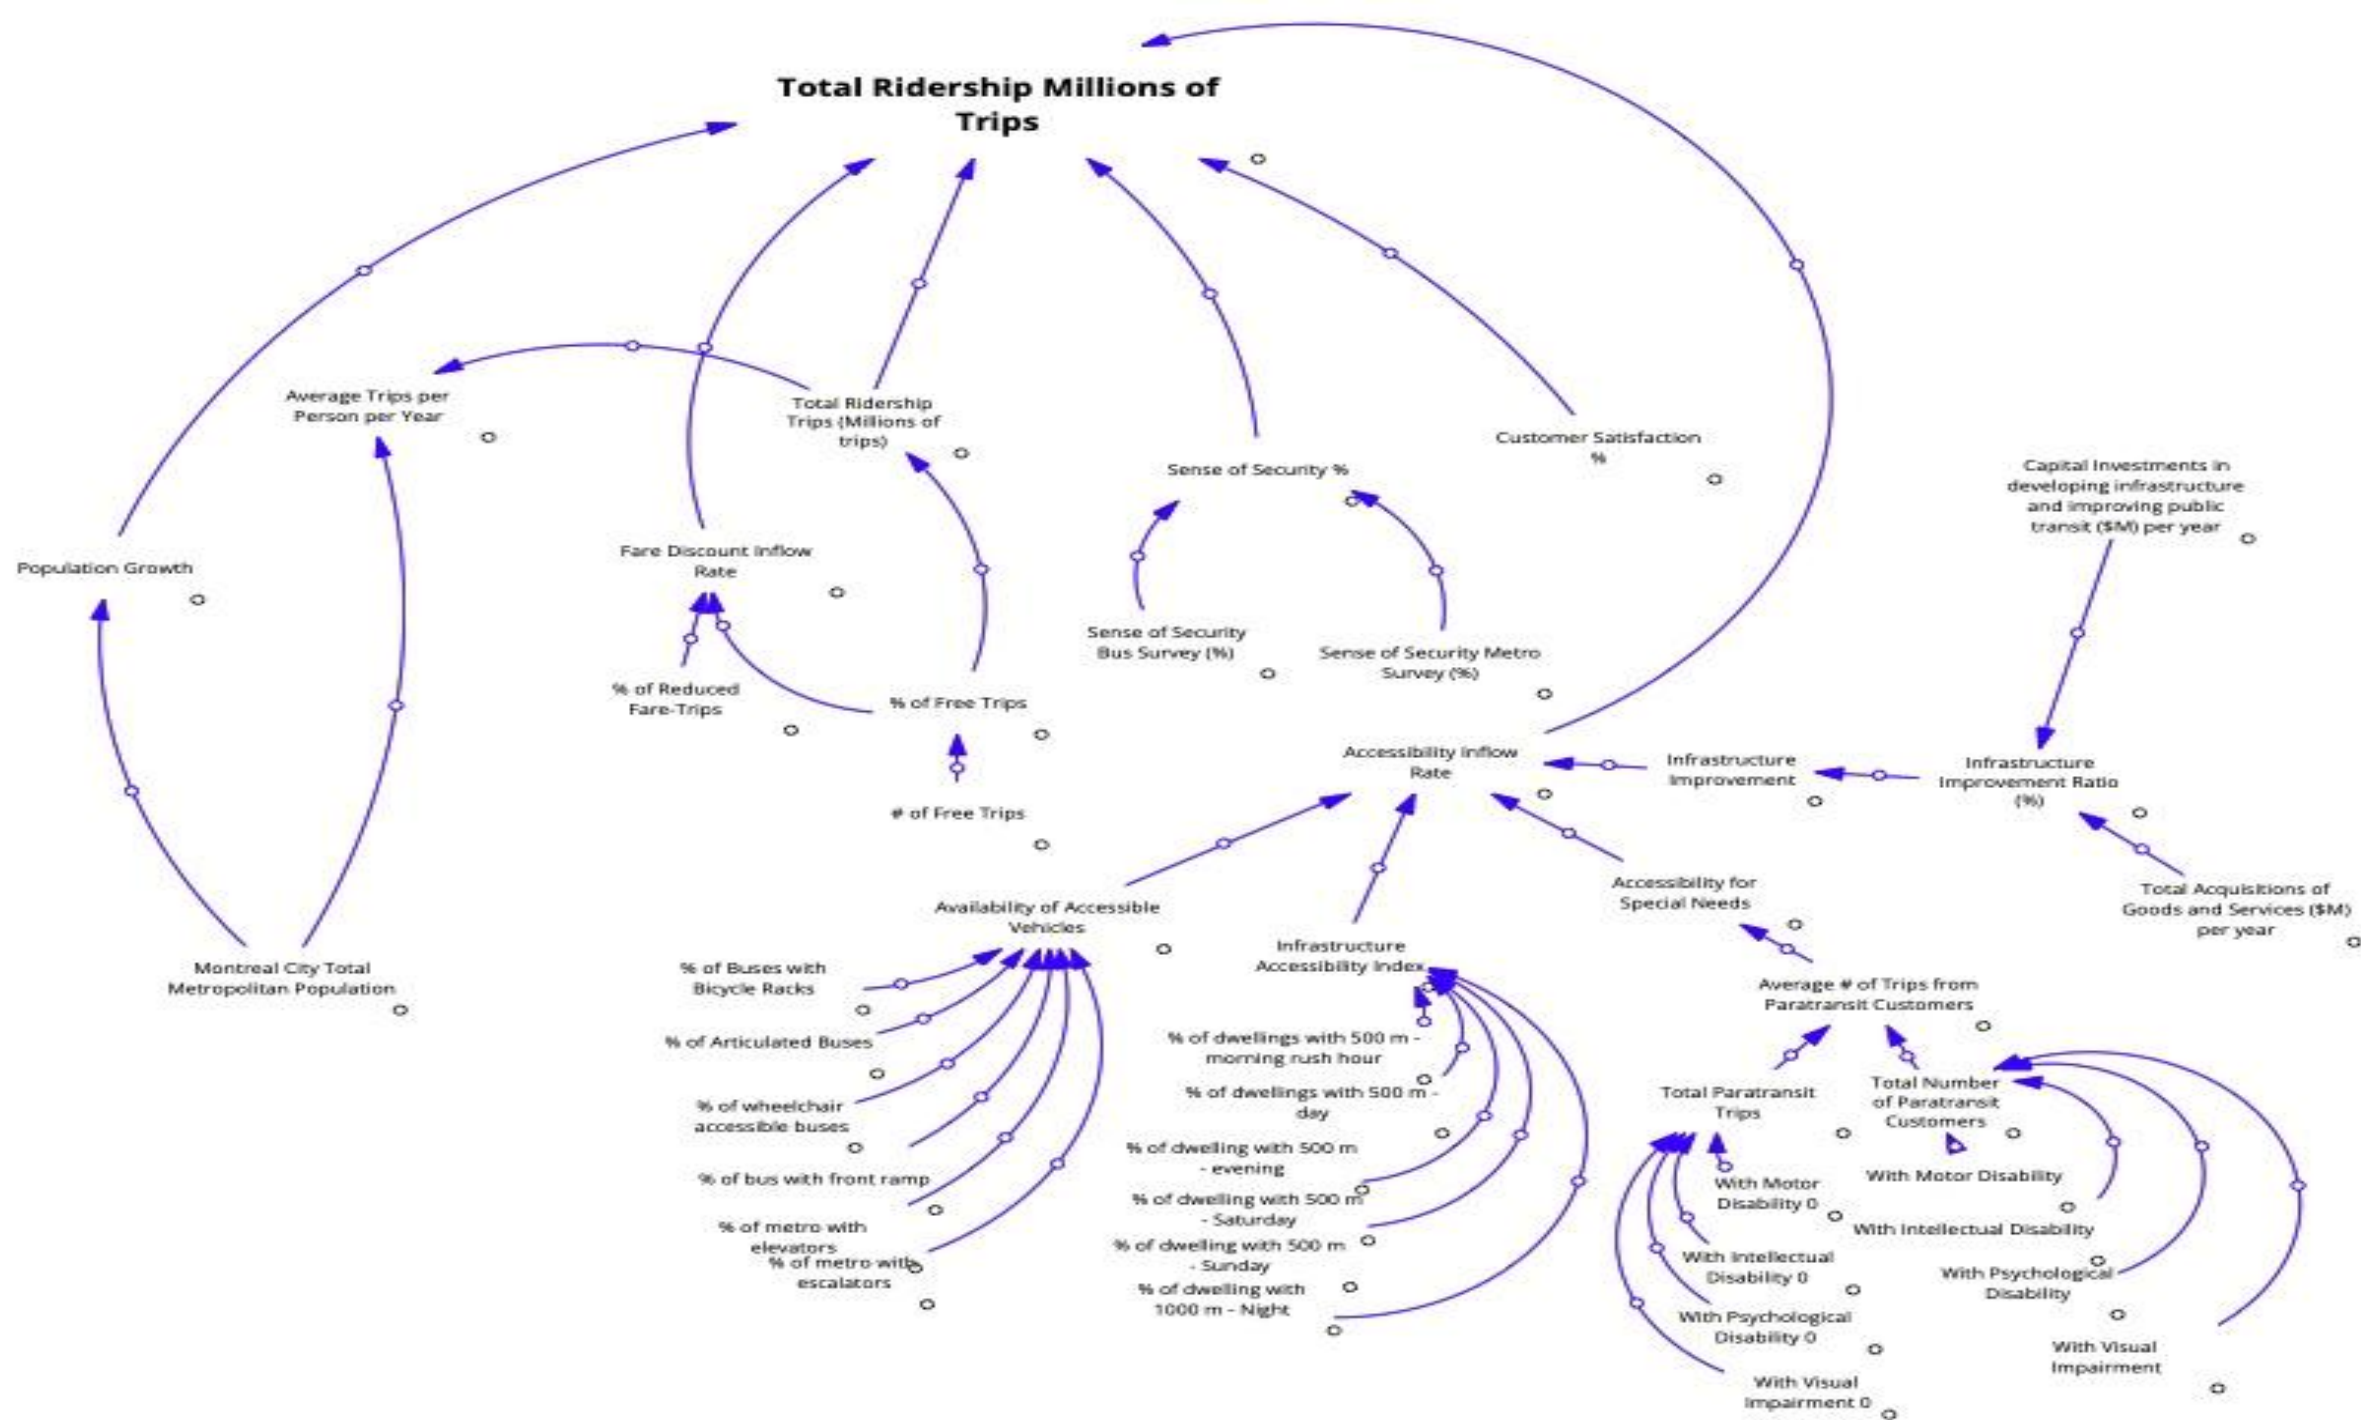 Total Ridership Millions of
Trips
Average Trips per
Person per Year
Total Ridership
Trips (Millions of
trips)
Customer Satisfaction
%
Sense of Security %
Capital Investments in
developing infrastructure
and improving public
transit ($M) per year
Population Growth
Fare Discount Inflow
Rate
Sense of Security
Bus Survey (%)
Sense of Security Metro
Survey (%)
% of Reduced
Fare-Trips
% of Free Trips
Accessibility Inflow
Rate
Infrastructure
Improvement
Infrastructure
Improvement Ratio
(%)
# of Free Trips
Accessibility for
Special Needs
Total Acquisitions of
Goods and Services ($M)
per year
Availability of Accessible
Vehicles
Infrastructure
Accessibility Index
Montreal City Total
Metropolitan Population
% of Buses with
Bicycle Racks
Average # of Trips from
Paratransit Customers
% of Articulated Buses
% of dwellings with 500 m -
morning rush hour
% of wheelchair
accessible buses
% of dwellings with 500 m -
day
Total Paratransit
Trips
Total Number
of Paratransit
Customers
% of dwelling with 500 m
- evening
% of bus with front ramp
With Motor
Disability 0
With Motor Disability
% of dwelling with 500 m
- Saturday
With Intellectual Disability
% of metro with
elevators
% of dwelling with 500 m
- Sunday
With Intellectual
Disability 0
With Psychological
Disability
% of metro with
escalators
% of dwelling with
1000 m - Night
With Psychological
Disability 0
With Visual
Impairment
With Visual
Impairment 0